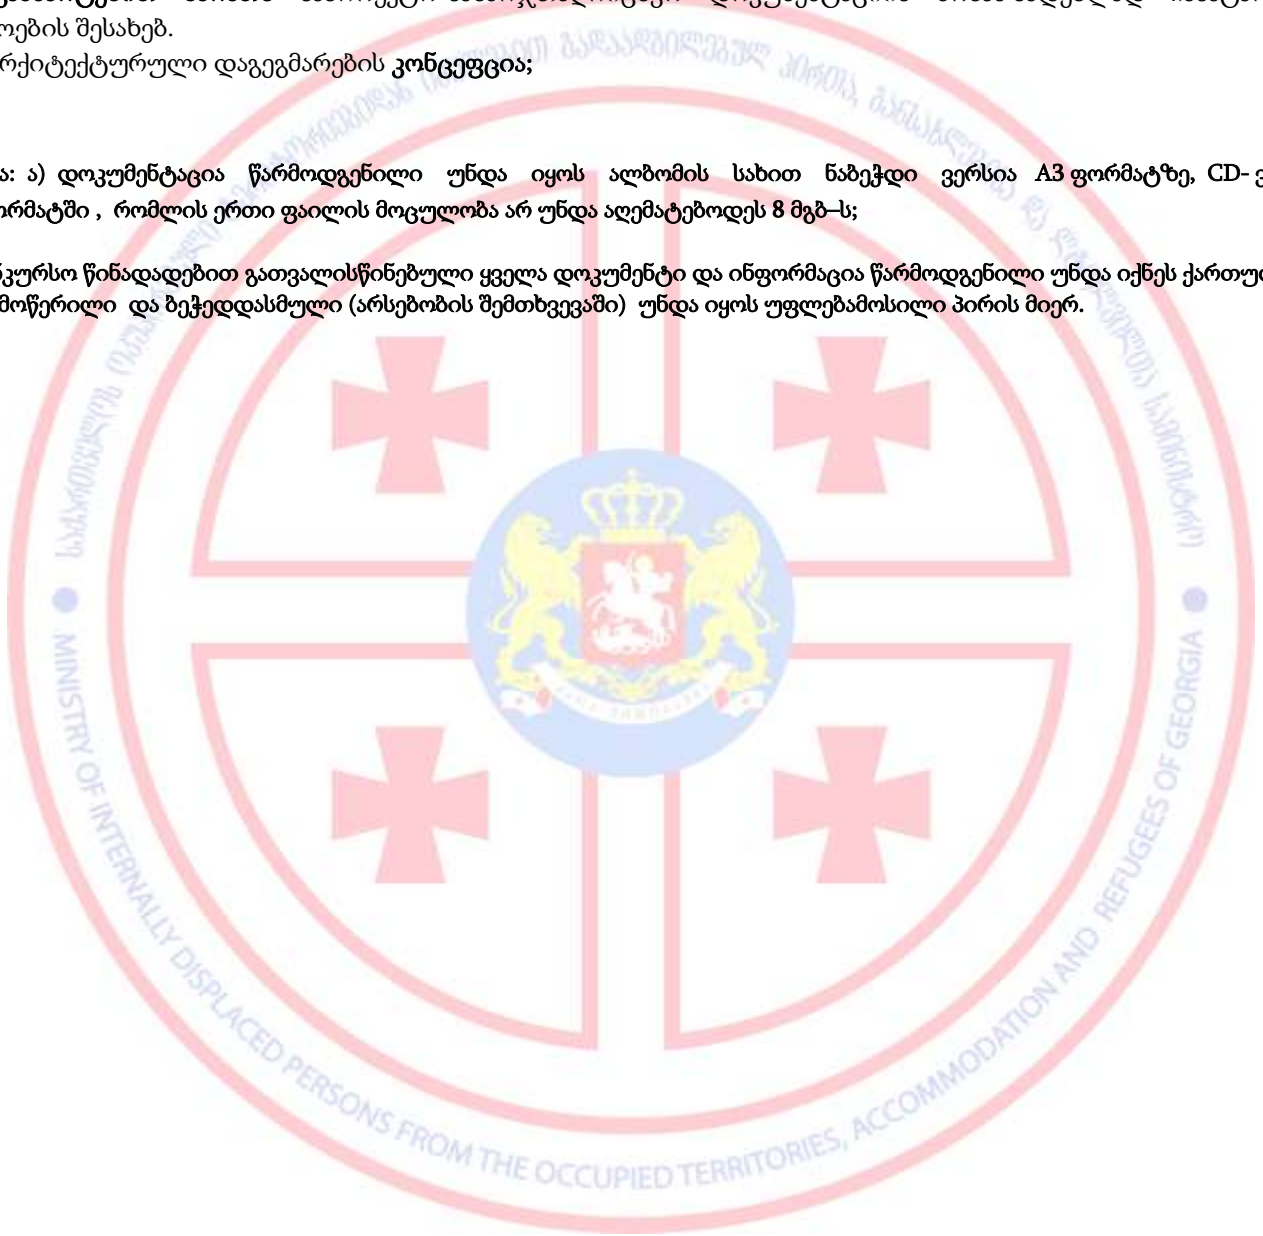 ოების შესახებ.
რქიტექტურული დაგეგმარების კონცეფცია;
ა: ა) დოკუმენტაცია წარმოდგენილი უნდა იყოს ალბომის სახით ნაბეჭდი ვერსია A3 ფორმატზე, CD-
ორმატში , რომლის ერთი ფაილის მოცულობა არ უნდა აღემატებოდეს 8 მგბ–ს;
ნკურსო წინადადებით გათვალისწინებული ყველა დოკუმენტი და ინფორმაცია წარმოდგენილი უნდა იქნეს ქართულ
მოწერილი და ბეჭედდასმული (არსებობის შემთხვევაში) უნდა იყოს უფლებამოსილი პირის მიერ.
MINISTRY OF INTERNALLY DISPLACED PERSONS FROM THE OCCUPIED TERRITORIES, ACCOMMODATION AND REFUGEES OF GEORGIA